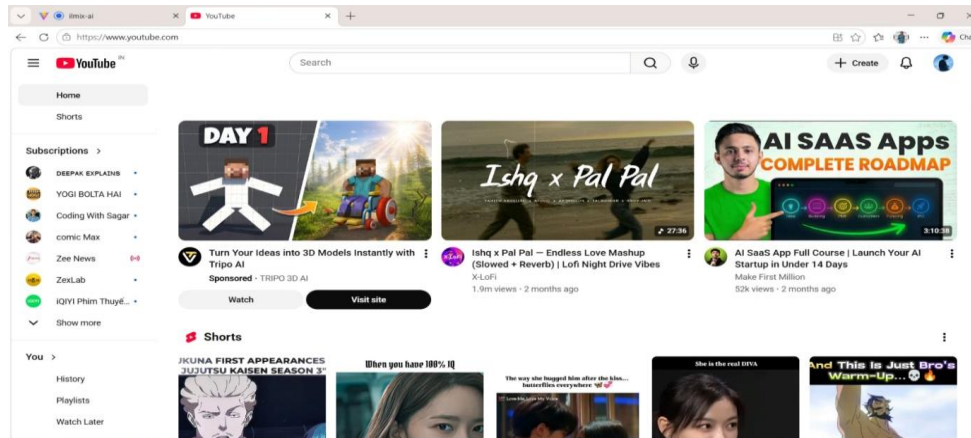 ilmix-ai
YouTube
https://www.youtube.com
YouTube IN
Search
Create
Home
Shorts
Subscriptions
DEEPAK EXPLAINS
YOGI BOLTA HAI
Coding With Sagar
comic Max
Zee News
ZexLab
iQIYI Phim Thuyế...
Show more
You
History
Playlists
Watch Later
DAY 1
Turn Your Ideas into 3D Models Instantly with
Tripo AI
Sponsored · TRIPO 3D AI
Watch
Visit site
Ishq x Pal Pal
27:36
Ishq x Pal Pal — Endless Love Mashup
(Slowed + Reverb) | Lofi Night Drive Vibes
X-LoFi
1.9m views · 2 months ago
AI SAAS Apps
COMPLETE ROADMAP
3:10:38
AI SaaS App Full Course | Launch Your AI
Startup in Under 14 Days
Make First Million
52k views · 2 months ago
Shorts
UKUNA FIRST APPEARANCES
JUJUTSU KAISEN SEASON 3"
When you have 180% IQ
The way she hugged him after the kiss...
butterflies everywhere
She is the real DIVA
And This Is Just Bro's
Warm-Up...